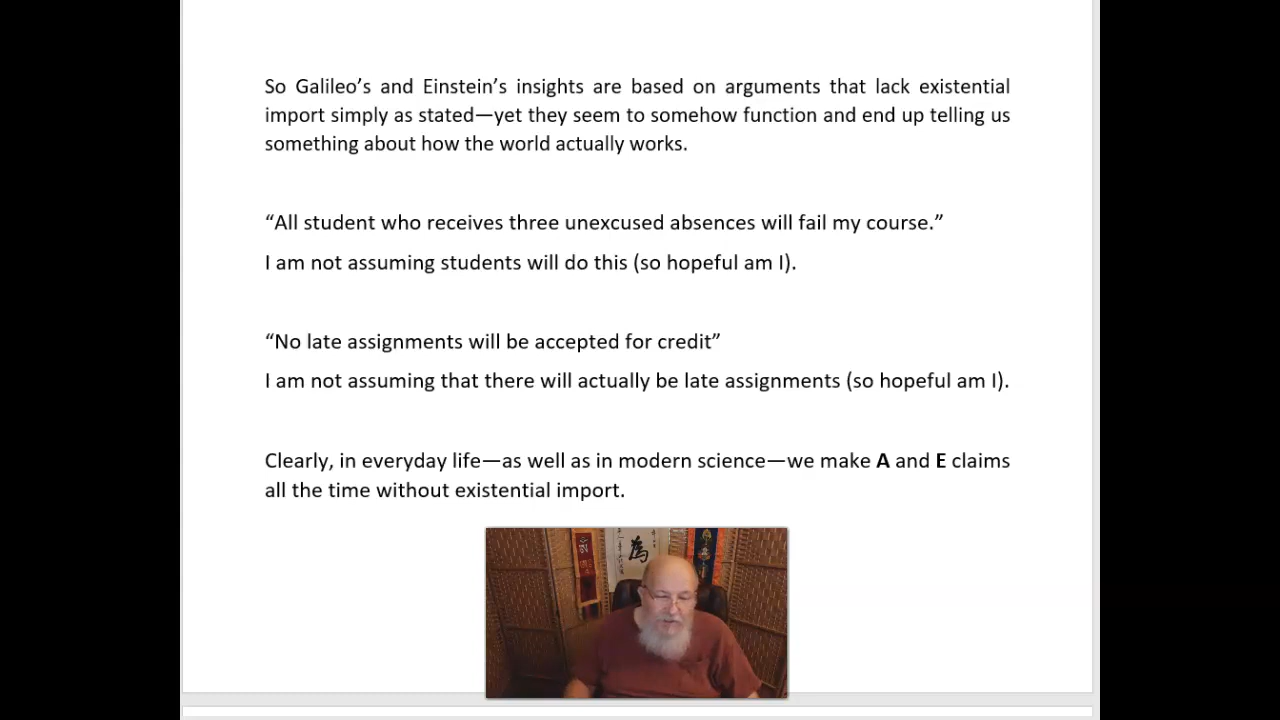 So Galileo’s and Einstein’s insights are based on arguments that lack existential
import simply as stated—yet they seem to somehow function and end up telling us
something about how the world actually works.
“All student who receives three unexcused absences will fail my course.”
I am not assuming students will do this (so hopeful am I).
“No late assignments will be accepted for credit”
I am not assuming that there will actually be late assignments (so hopeful am I).
Clearly, in everyday life—as well as in modern science—we make A and E claims
all the time without existential import.
為